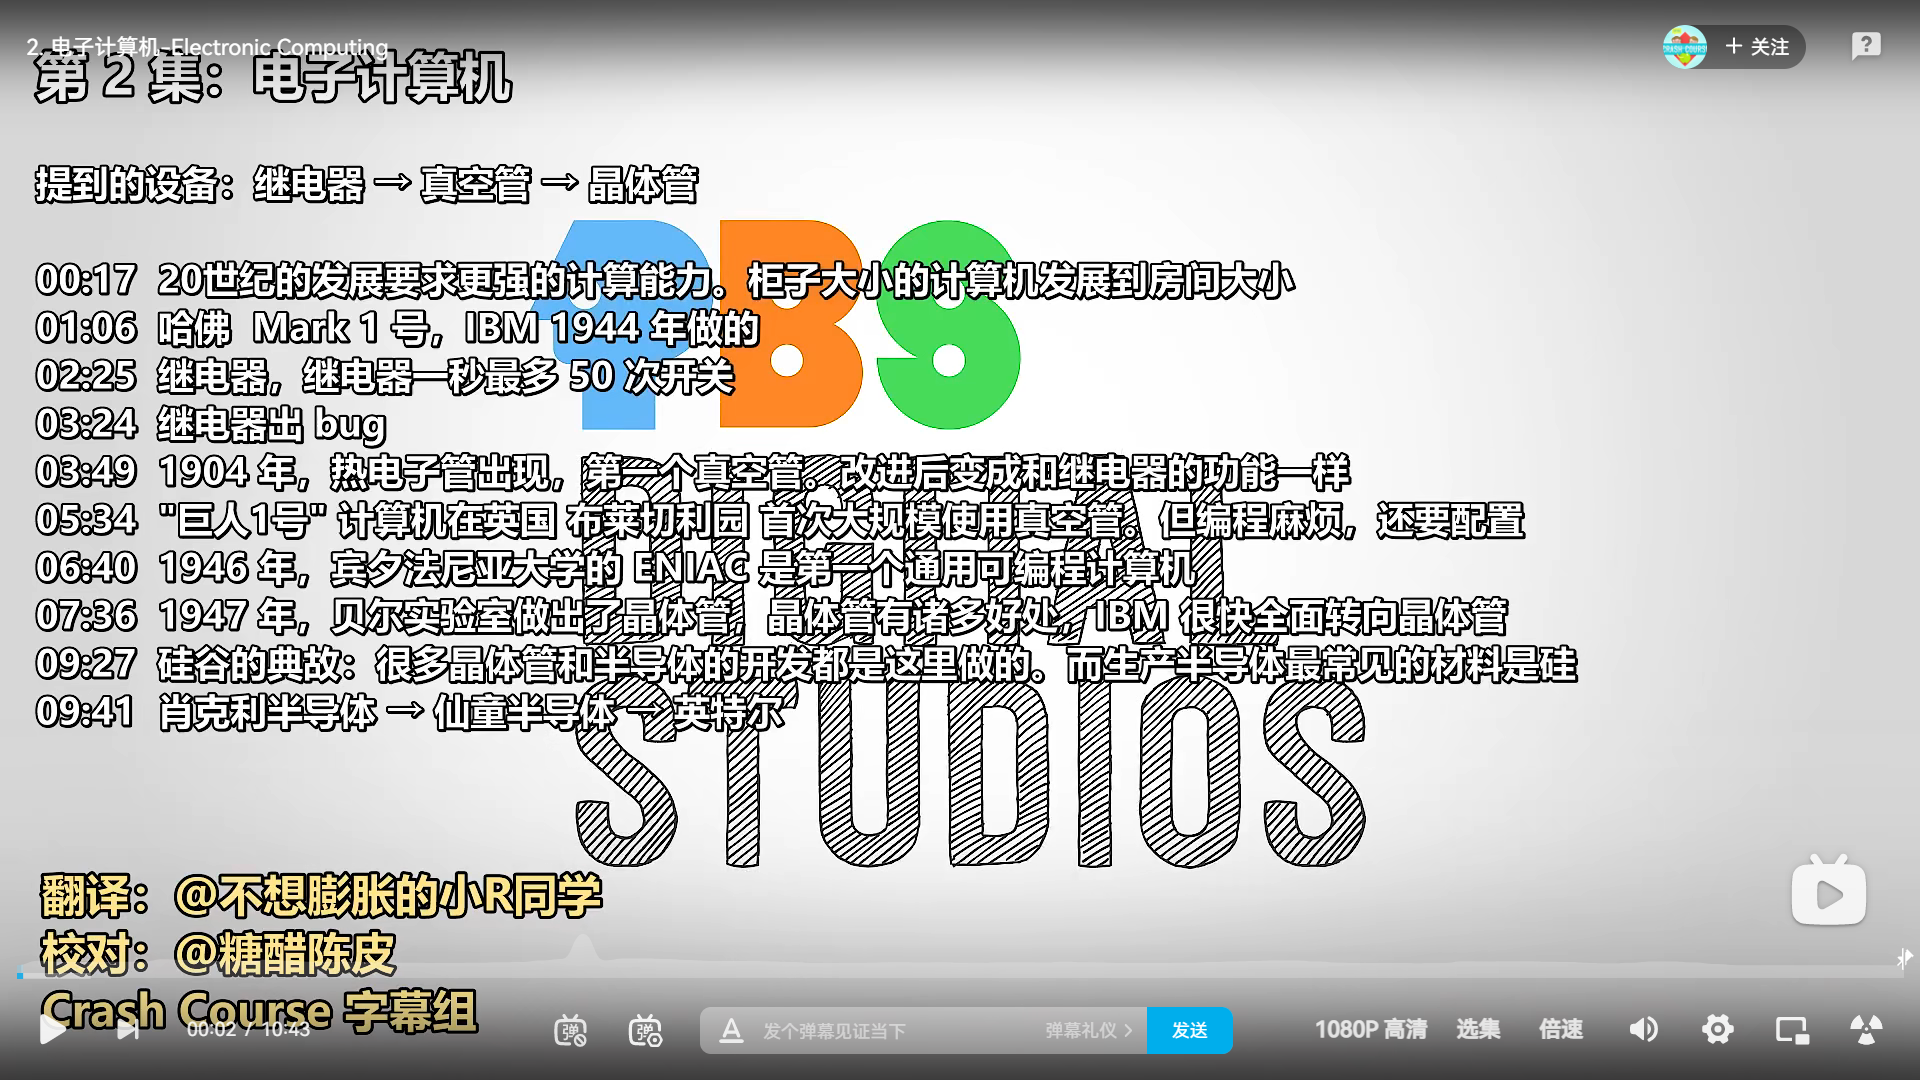 2. 电子计算机-Electronic Computing
+ 关注
第 2 集：电子计算机
提到的设备：继电器 → 真空管 → 晶体管
PBS
00:17 20世纪的发展要求更强的计算能力。柜子大小的计算机发展到房间大小
01:06 哈佛 Mark 1 号，IBM 1944 年做的
02:25 继电器，继电器一秒最多 50 次开关
03:24 继电器出 bug
03:49 1904 年，热电子管出现，第一个真空管。改进后变成和继电器的功能一样
05:34 "巨人1号" 计算机在英国 布莱切利园 首次大规模使用真空管。但编程麻烦，还要配置
06:40 1946 年，宾夕法尼亚大学的 ENIAC 是第一个通用可编程计算机
07:36 1947 年，贝尔实验室做出了晶体管，晶体管有诸多好处，IBM 很快全面转向晶体管
DIGITAL
09:27 硅谷的典故：很多晶体管和半导体的开发都是这里做的。而生产半导体最常见的材料是硅
09:41 肖克利半导体 → 仙童半导体 → 英特尔
STUDIOS
翻译：@不想膨胀的小R同学
校对：@糖醋陈皮
Crash Course 字幕组
00:02 / 10:43
弹 弹
发个弹幕见证当下 弹幕礼仪 > 发送
1080P 高清 选集 倍速